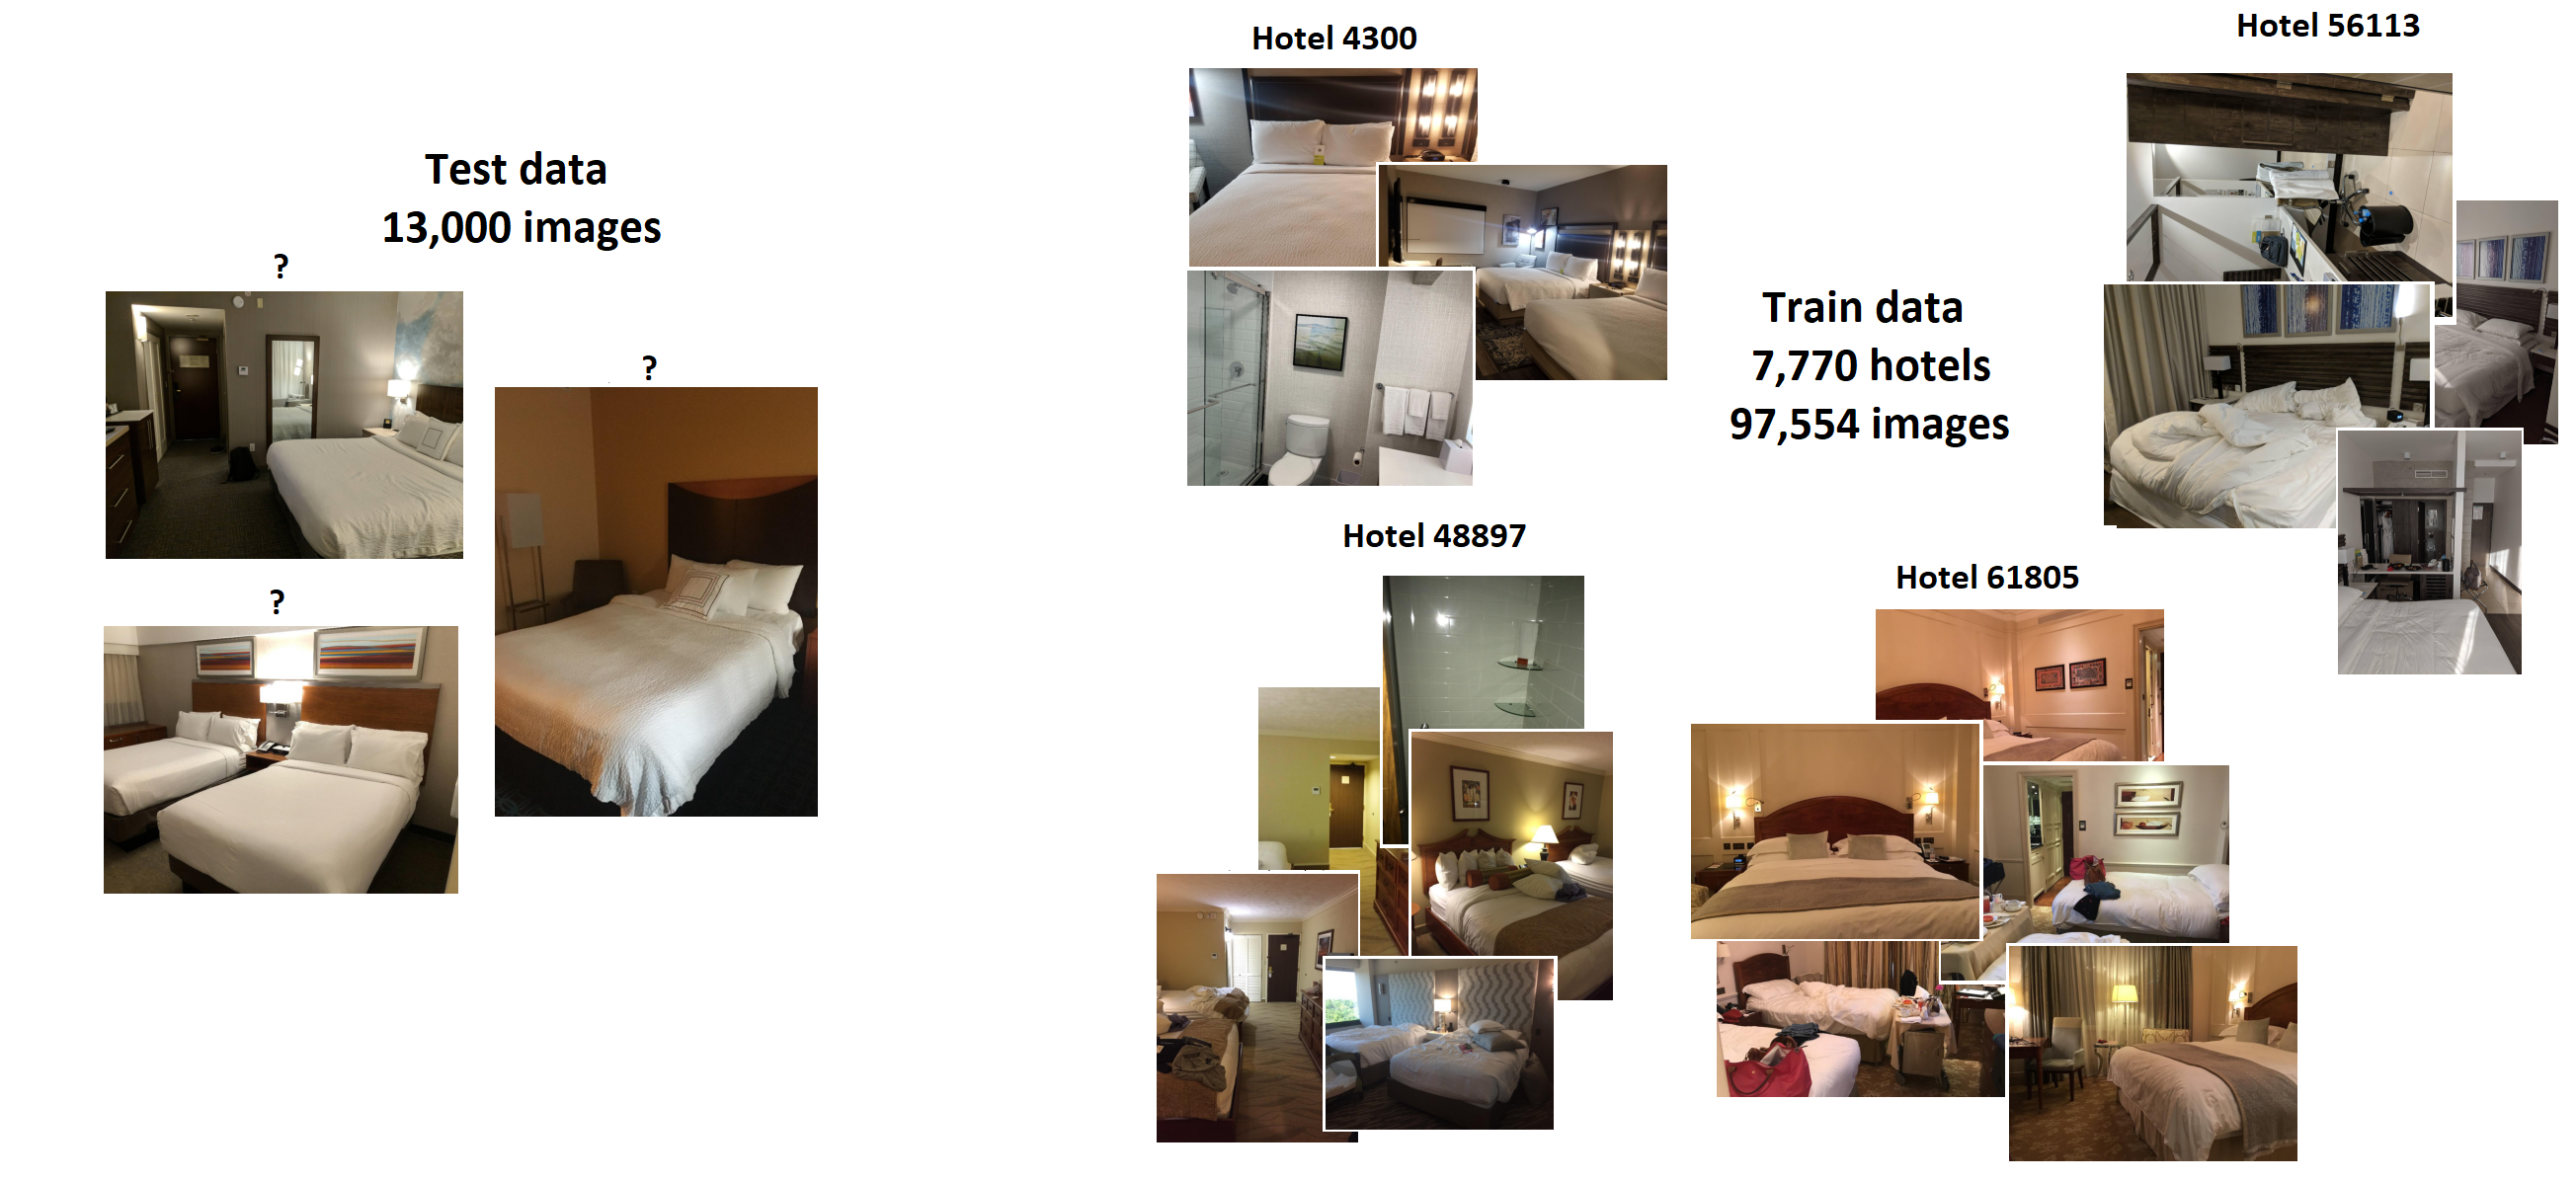 Test data
13,000 images
?
?
?
Hotel 4300
Hotel 56113
Train data
7,770 hotels
97,554 images
Hotel 48897
Hotel 61805